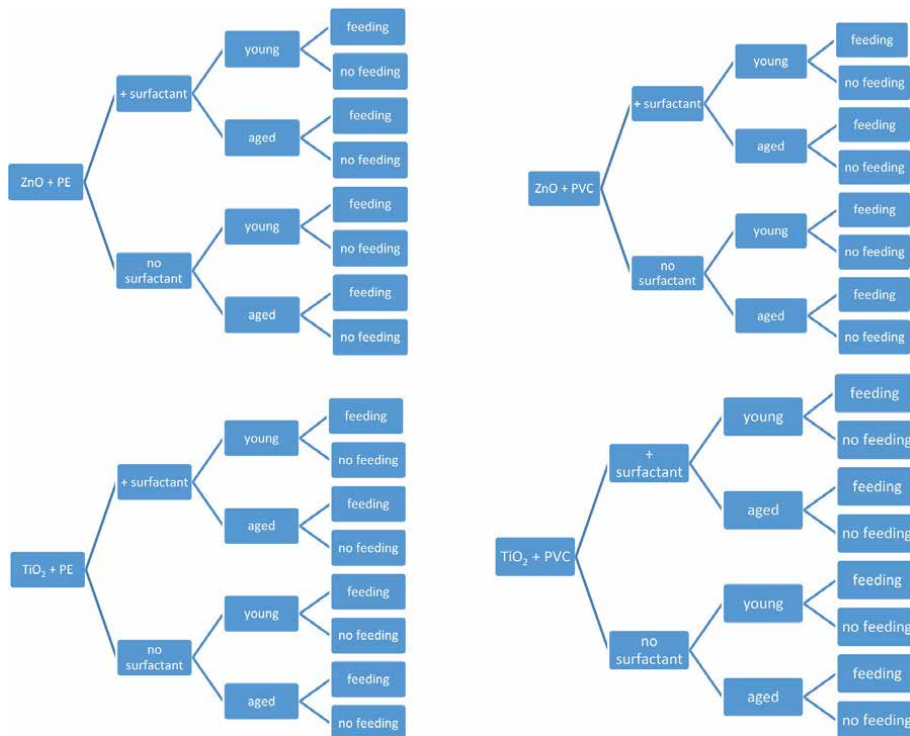 ZnO + PE
+ surfactant
young
feeding
no feeding
aged
feeding
no feeding
no
surfactant
young
feeding
no feeding
aged
feeding
no feeding
ZnO + PVC
+ surfactant
young
feeding
no feeding
aged
feeding
no feeding
no
surfactant
young
feeding
no feeding
aged
feeding
no feeding
TiO₂ + PE
+ surfactant
young
feeding
no feeding
aged
feeding
no feeding
no
surfactant
young
feeding
no feeding
aged
feeding
no feeding
TiO₂ + PVC
+
surfactant
young
feeding
no feeding
aged
feeding
no feeding
no
surfactant
young
feeding
no feeding
aged
feeding
no feeding